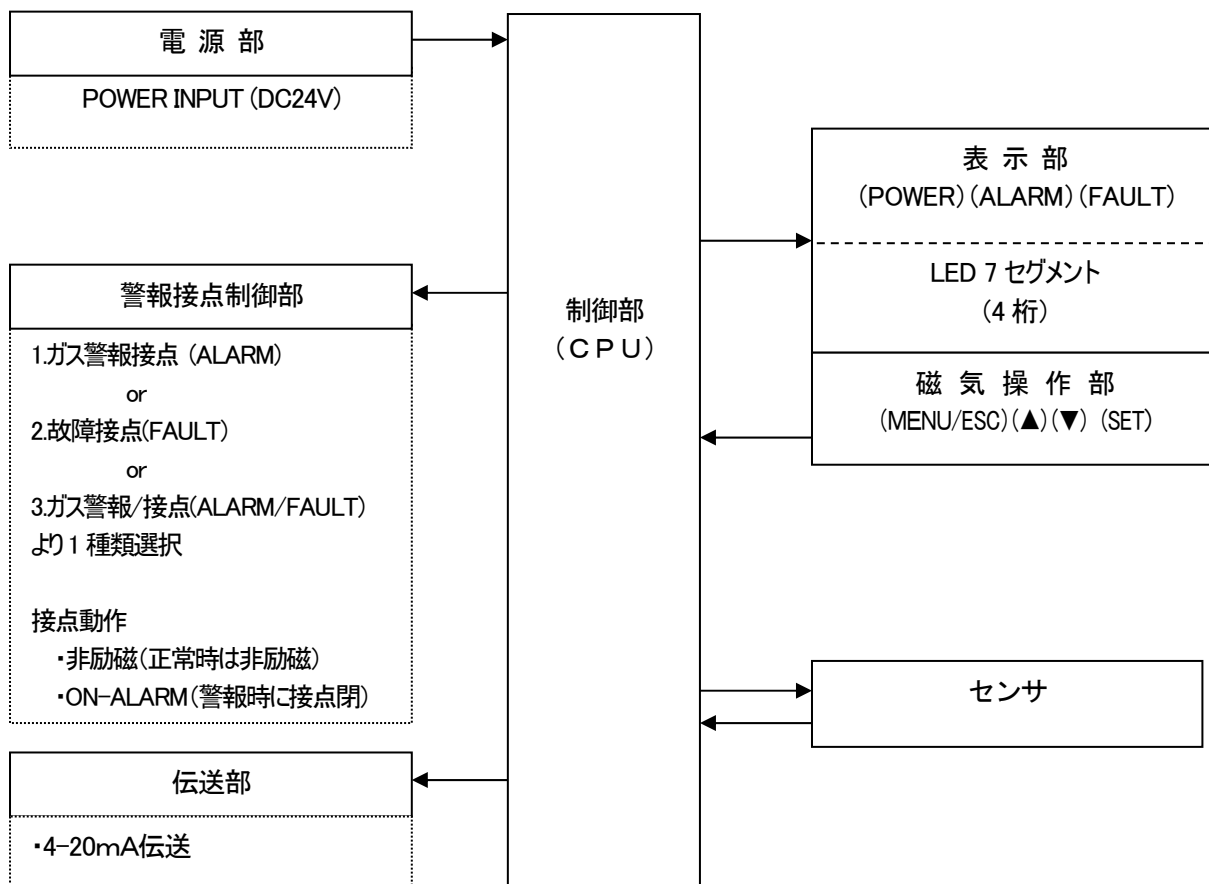 電 源 部
POWER INPUT (DC24V)
警報接点制御部
1.ガス警報接点 (ALARM)
or
2.故障接点(FAULT)
or
3.ガス警報/接点(ALARM/FAULT)
より1 種類選択
接点動作
・非励磁(正常時は非励磁)
・ON-ALARM(警報時に接点閉)
伝送部
・4-20mA伝送
制御部
(CPU)
表 示 部
(POWER)(ALARM)(FAULT)
LED 7 セグメント
(4 桁)
磁 気 操 作 部
(MENU/ESC)(▲)(▼) (SET)
センサ